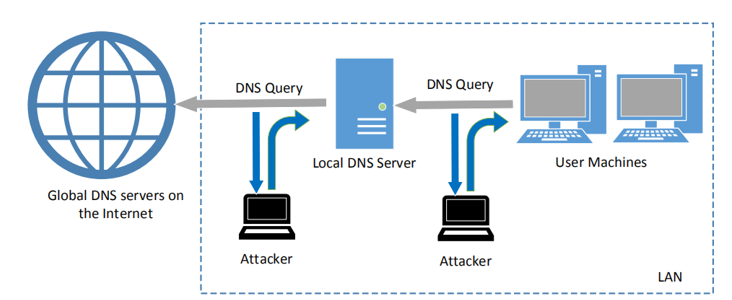 DNS Query
DNS Query
Local DNS Server
User Machines
Global DNS servers on
the Internet
Attacker
Attacker
LAN